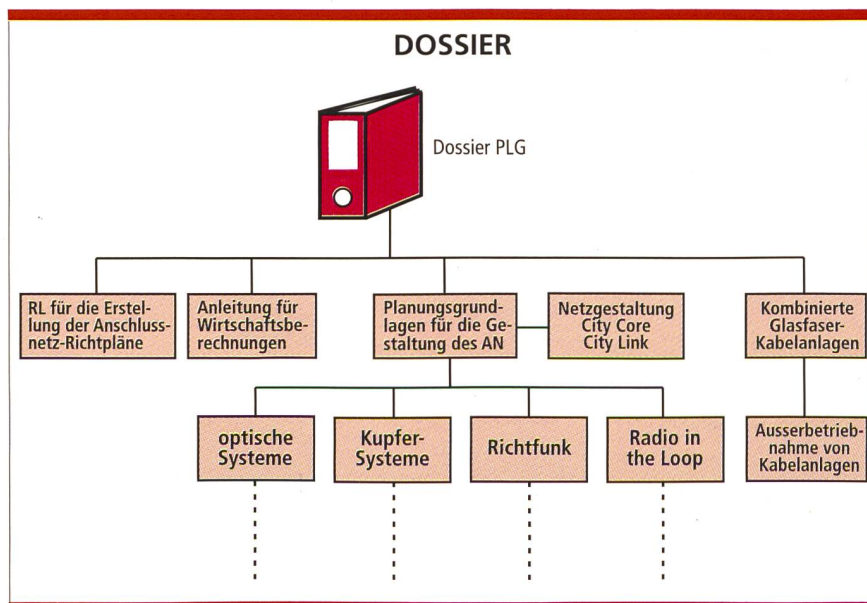 DOSSIER
Dossier PLG
RL für die Erstel-
lung der Anschluss-
netz-Richtpläne
Anleitung für
Wirtschaftsbe-
rechnungen
Planungsgrund-
lagen für die Ge-
staltung des AN
Netzgestaltung
City Core
City Link
Kombinierte
Glasfaser-
Kabelanlagen
optische
Systeme
Kupfer-
Systeme
Richtfunk
Radio in
the Loop
Ausserbetrieb-
nahme von
Kabelanlagen